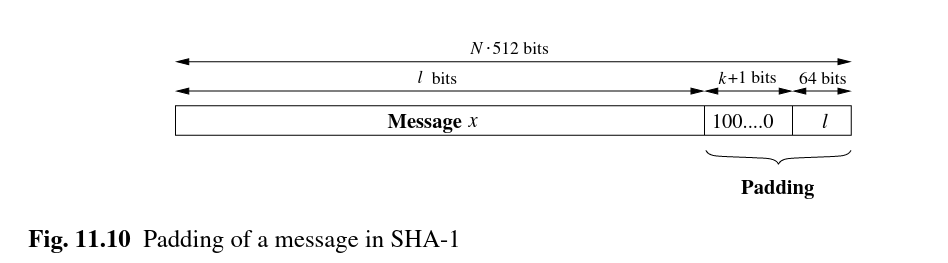 N·512 bits
l bits
k+1 bits
64 bits
Message x
100....0
l
Padding
Fig. 11.10 Padding of a message in SHA-1